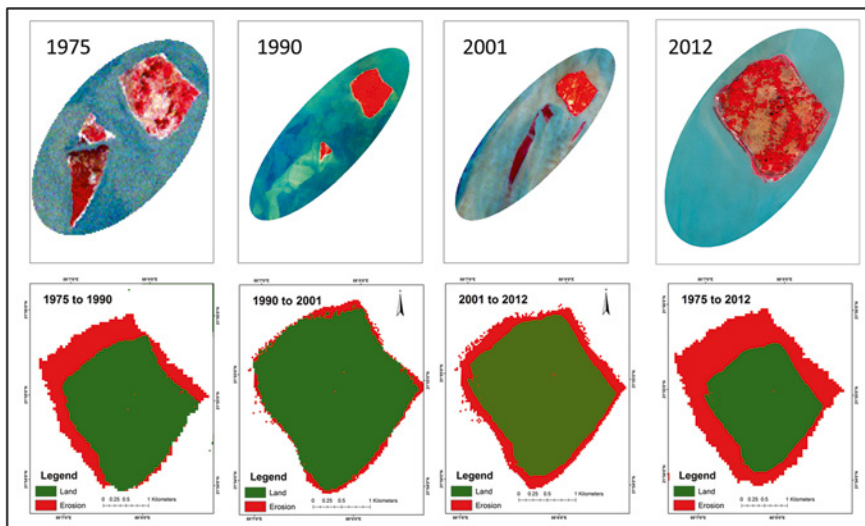 1975
1990
2001
2012
1975 to 1990
Legend
Land
Erosion
0 0.25 0.5 1 Kilometers
1990 to 2001
Legend
Land
Erosion
0 0.25 0.5 1 Kilometers
2001 to 2012
Legend
Land
Erosion
0 0.25 0.5 1 Kilometers
1975 to 2012
Legend
Land
Erosion
0 0.25 0.5 1 Kilometers